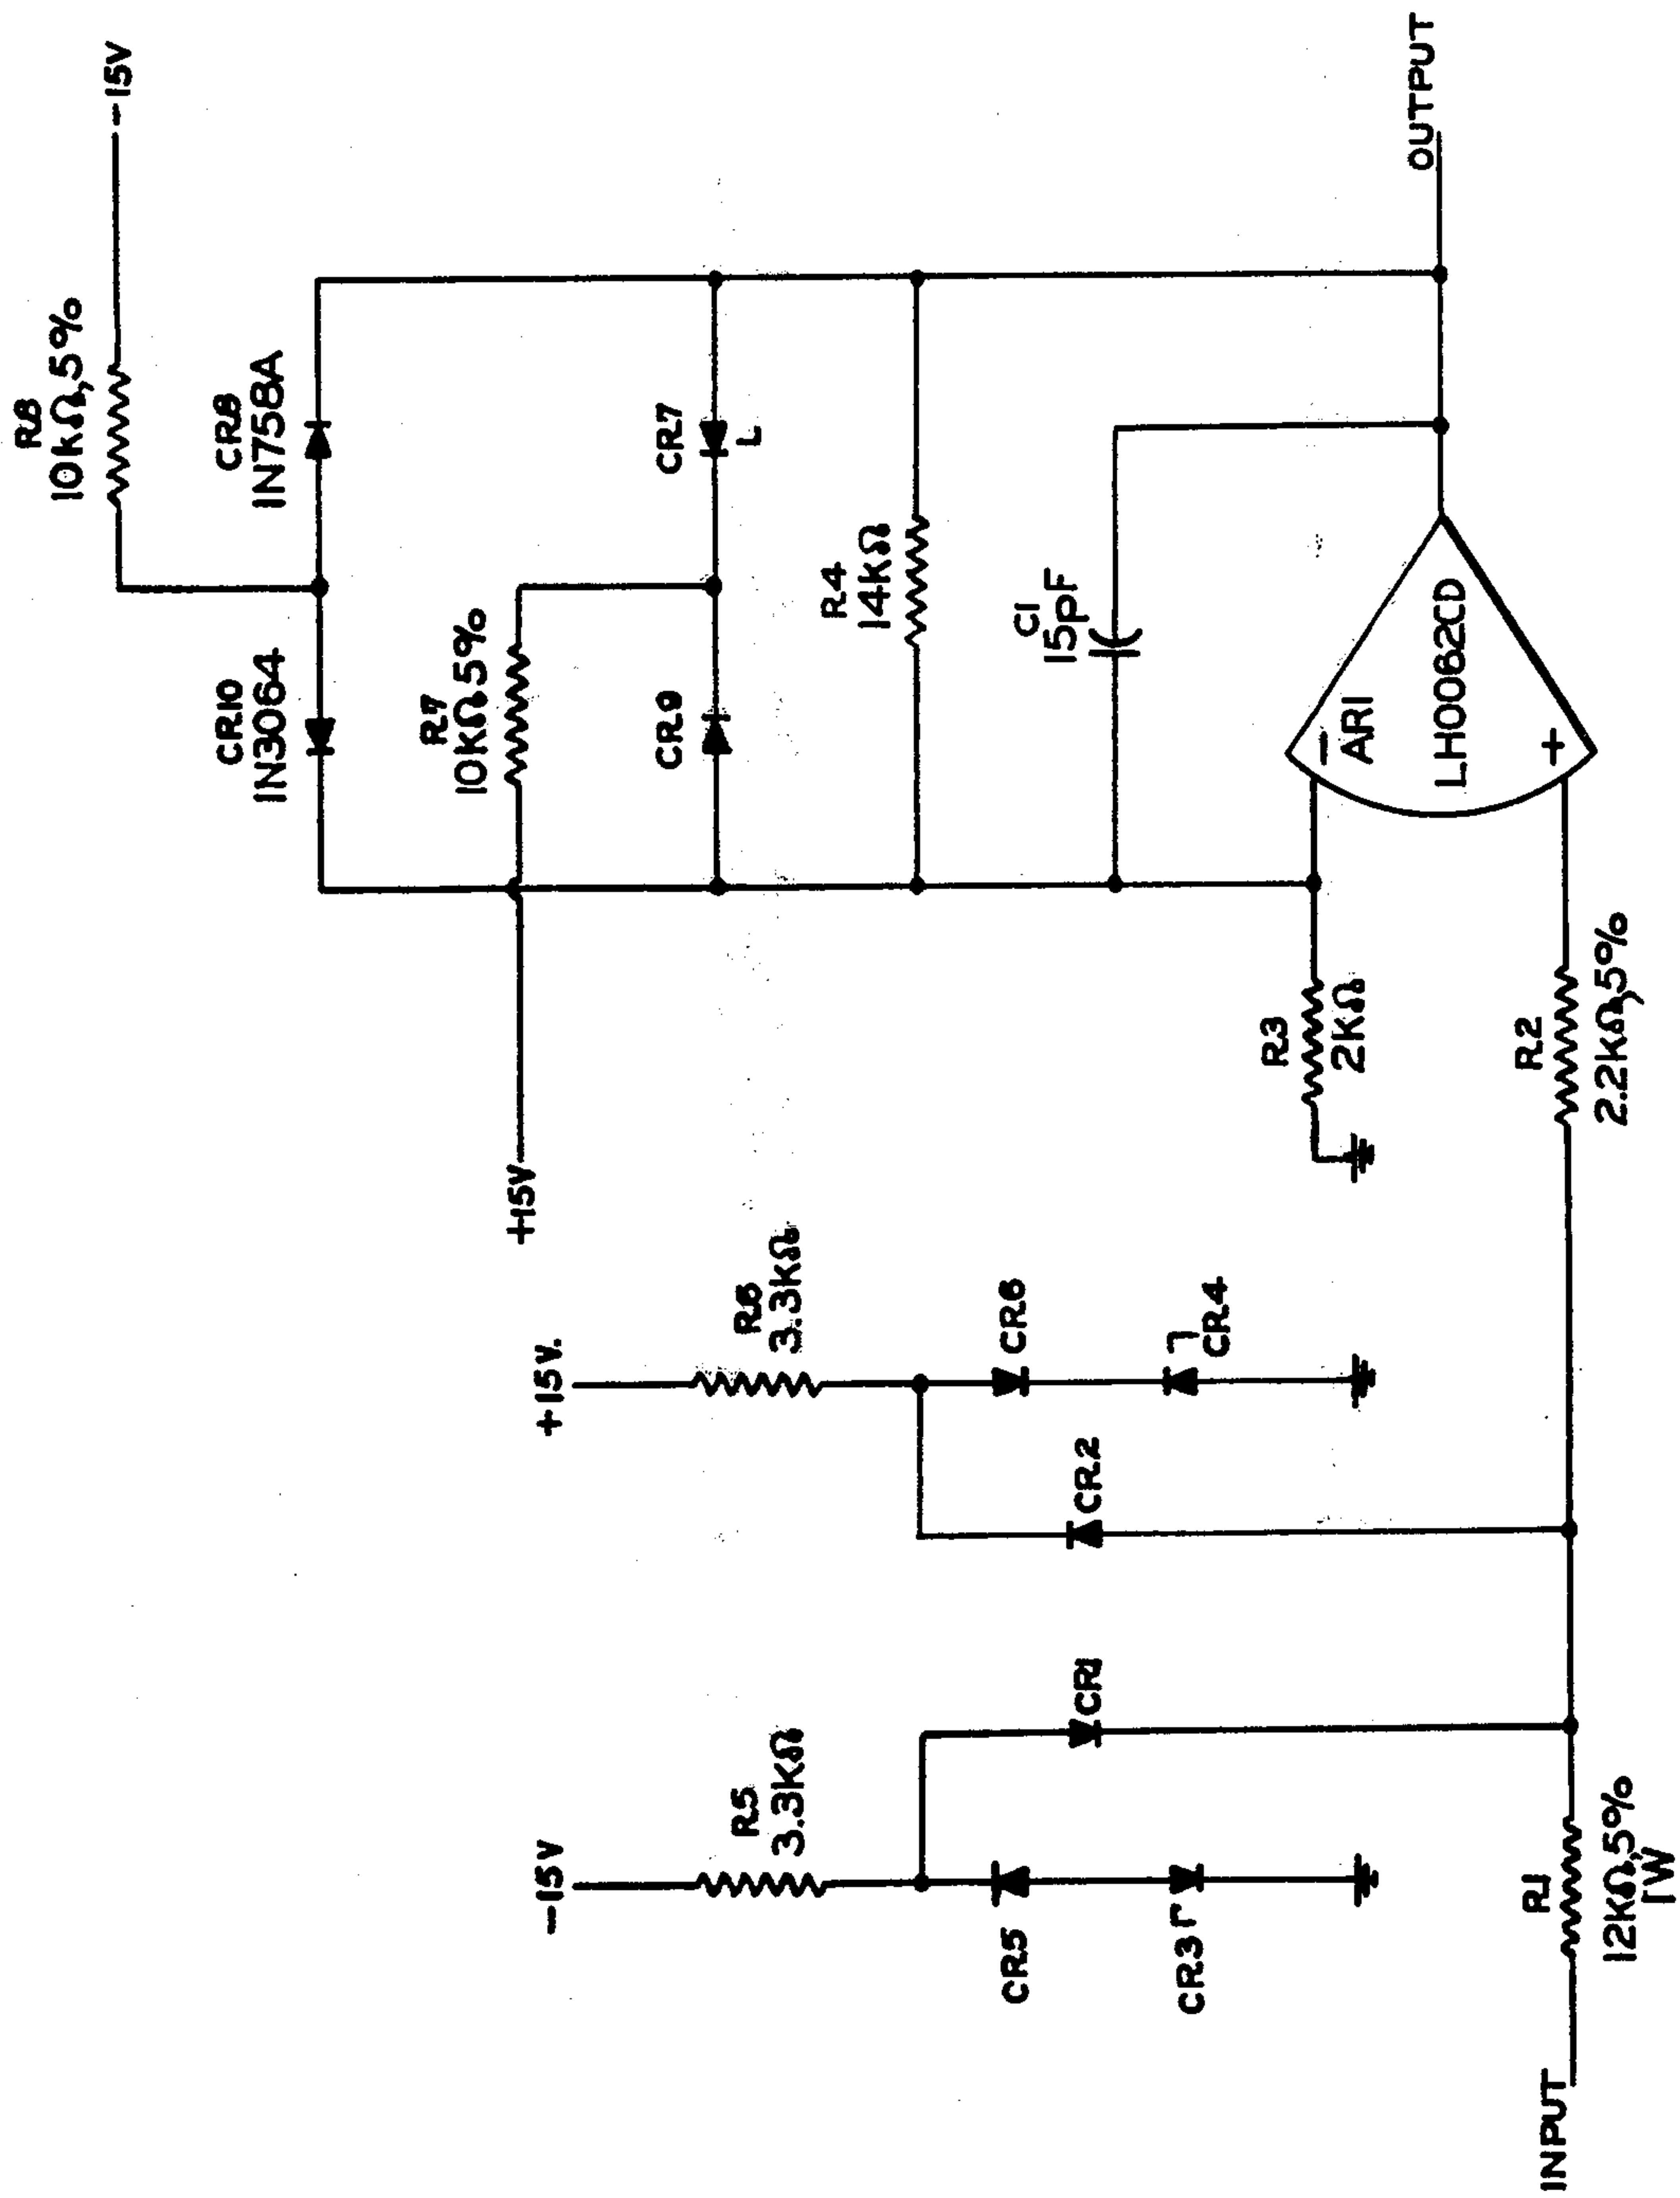 R8
10KΩ,5%
-15V
CR10
1N3064
CR8
1N758A
R7
10KΩ5%
+15V
CR9
CR7
R4
14KΩ
C1
15pF
-15V
R5
3.3KΩ
+15V.
R6
3.3KΩ
CR5
CR3
CR1
CR2
CR6
CR4
R3
2KΩ
−
AR1
LH0062CD
+
OUTPUT
INPUT
R1
12KΩ,5%
1W
R2
2.2KΩ,5%